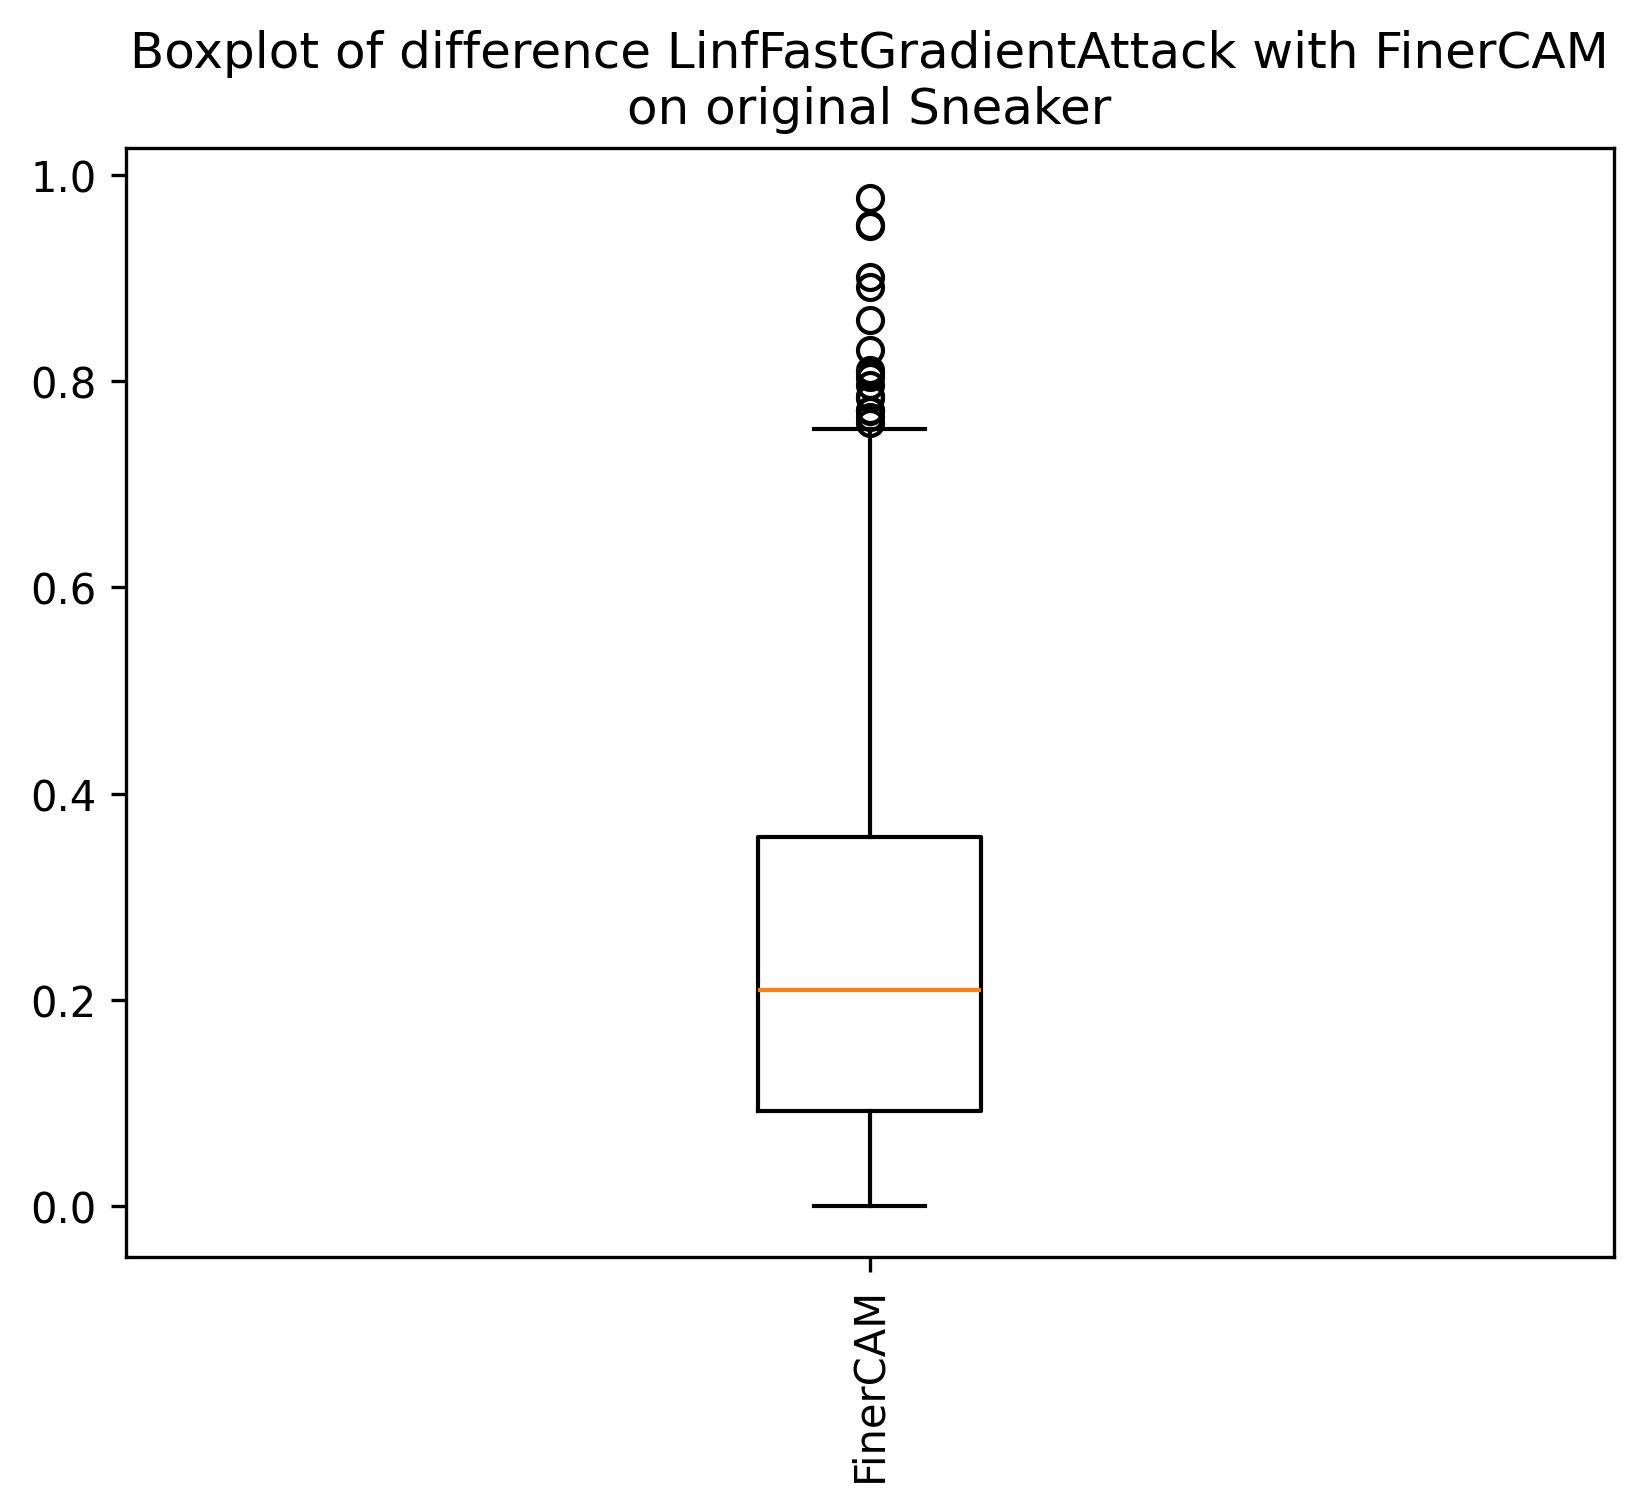 Boxplot of difference LinfFastGradientAttack with FinerCAM
on original Sneaker
1.0
0.8
0.6
0.4
0.2
0.0
FinerCAM